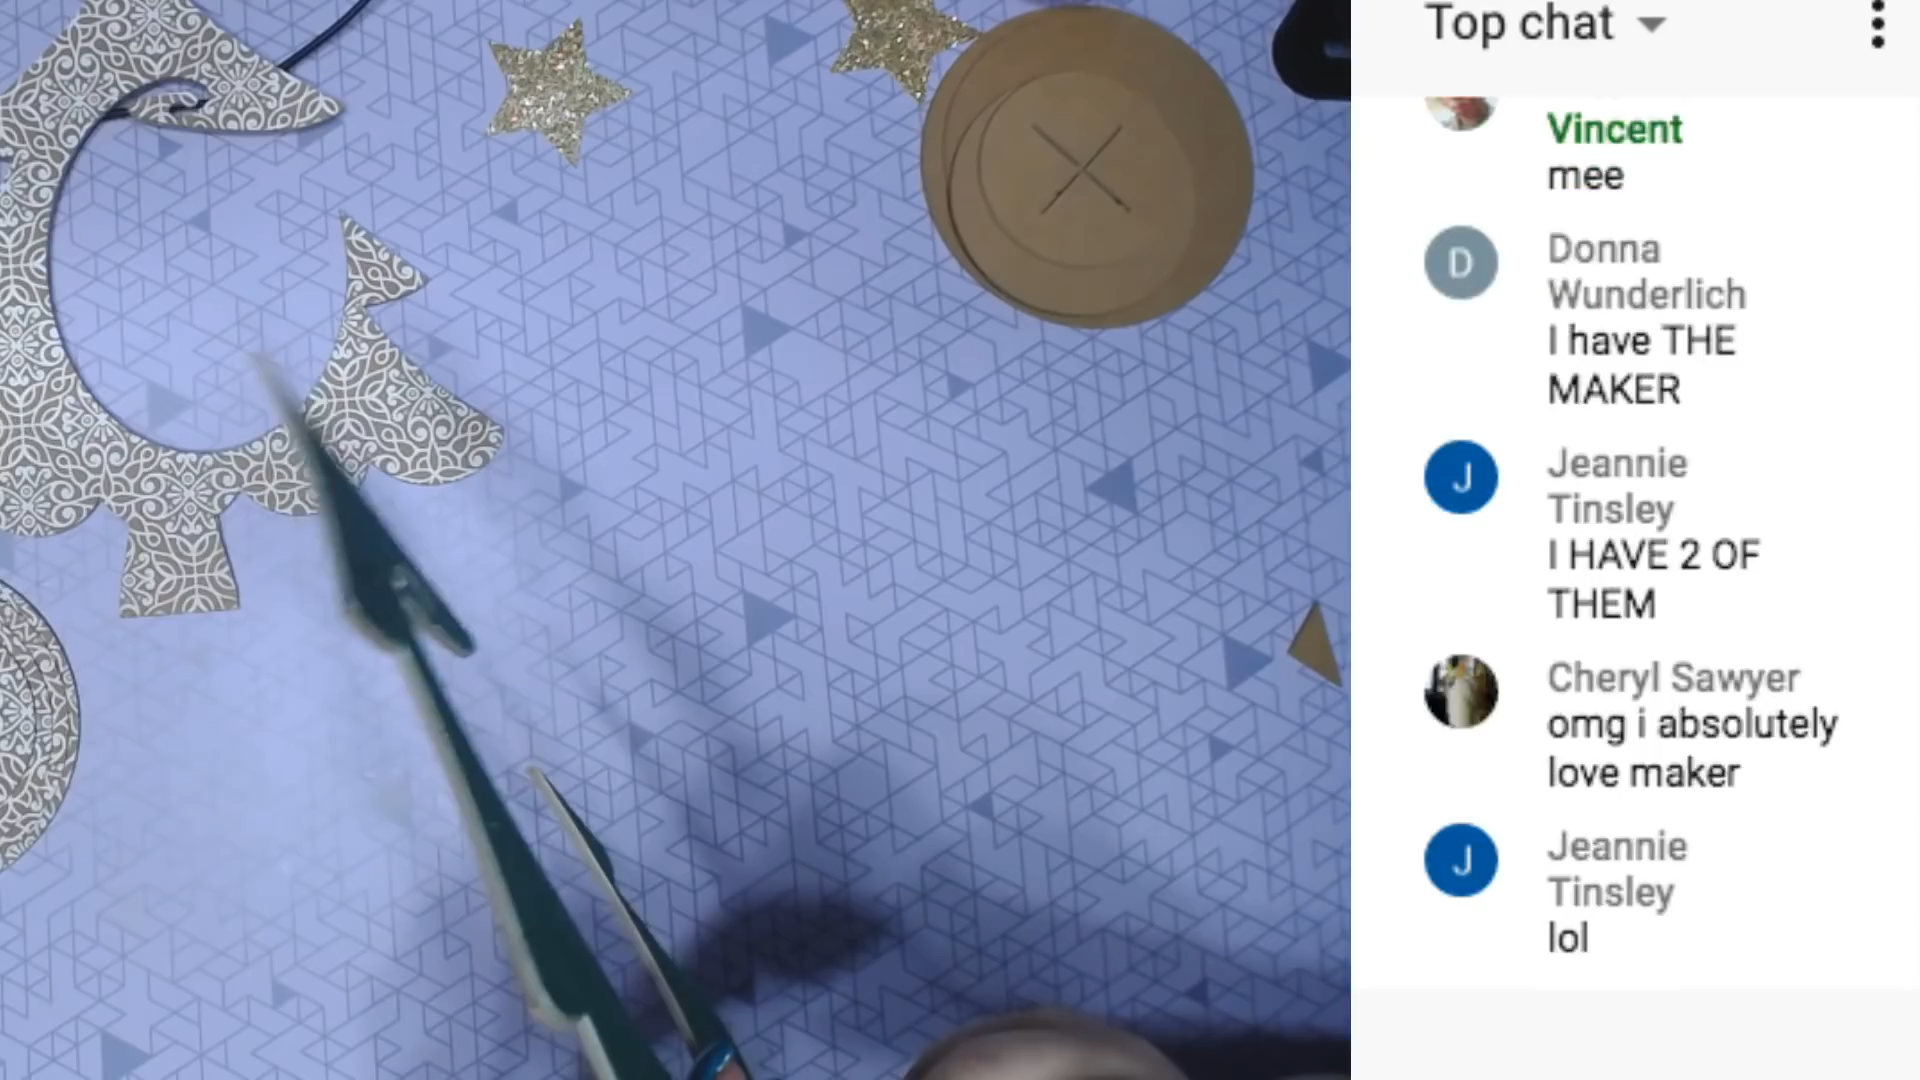 Top chat
Vincent
mee
Donna
Wunderlich
I have THE
MAKER
Jeannie
Tinsley
I HAVE 2 OF
THEM
Cheryl Sawyer
omg i absolutely
love maker
Jeannie
Tinsley
lol
D
J
J